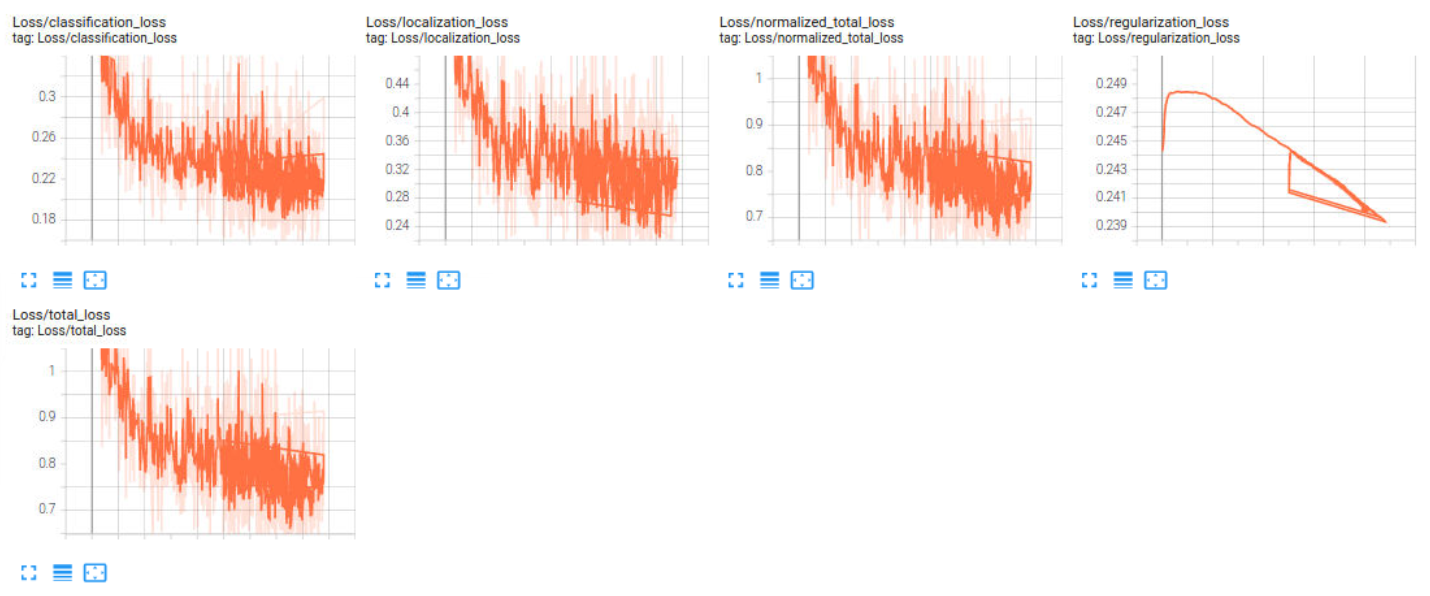 Loss/classification_loss
tag: Loss/classification_loss
0.3
0.26
0.22
0.18
Loss/localization_loss
tag: Loss/localization_loss
0.44
0.4
0.36
0.32
0.28
0.24
Loss/normalized_total_loss
tag: Loss/normalized_total_loss
1
0.9
0.8
0.7
Loss/regularization_loss
tag: Loss/regularization_loss
0.249
0.247
0.245
0.243
0.241
0.239
Loss/total_loss
tag: Loss/total_loss
1
0.9
0.8
0.7